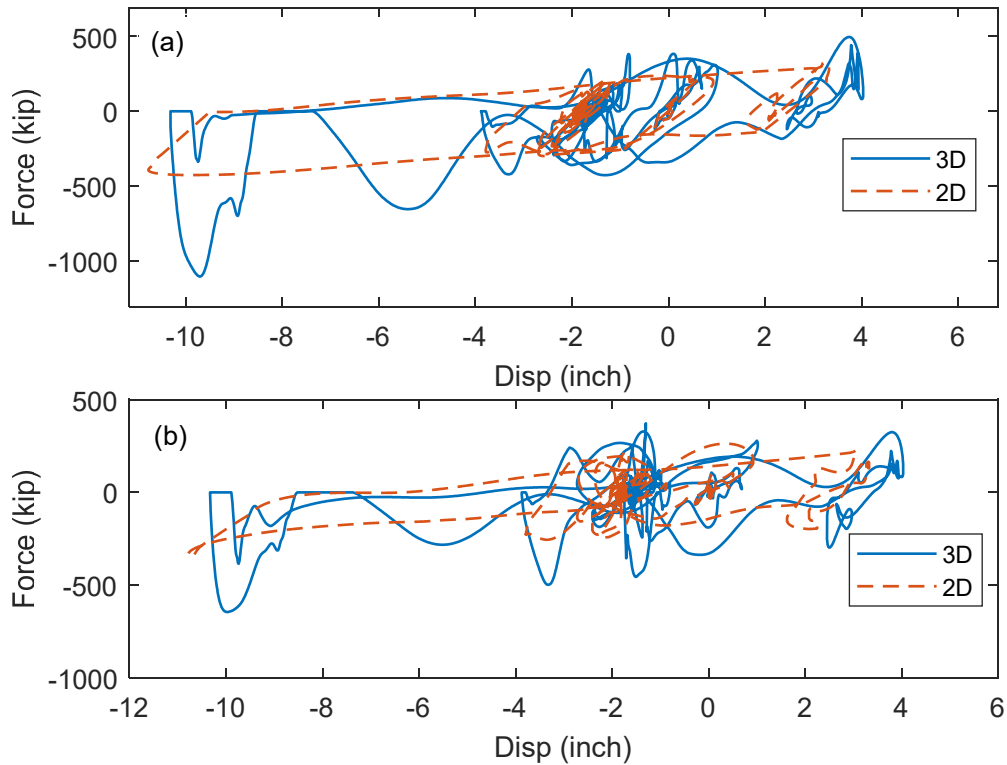 (a)
500
0
-500
-1000
Force (kip)
3D
2D
-10 -8 -6 -4 -2 0 2 4 6
Disp (inch)
(b)
500
0
-500
-1000
Force (kip)
3D
2D
-12 -10 -8 -6 -4 -2 0 2 4 6
Disp (inch)